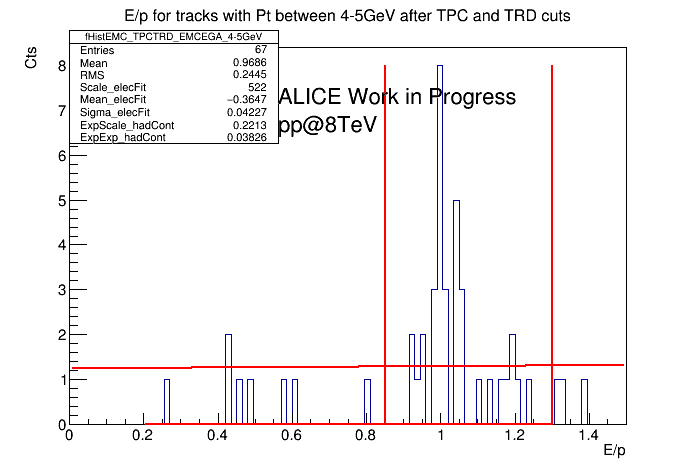 E/p for tracks with Pt between 4-5GeV after TPC and TRD cuts
fHistEMC_TPCTRD_EMCEGA_4-5GeV
Entries 67
Mean 0.9686
RMS 0.2445
Scale_elecFit 522
Mean_elecFit −0.3647
Sigma_elecFit 0.04227
ExpScale_hadCont 0.2213
ExpExp_hadCont 0.03826
ALICE Work in Progress
pp@8TeV
Cts
8
7
6
5
4
3
2
1
0
0 0.2 0.4 0.6 0.8 1 1.2 1.4
E/p